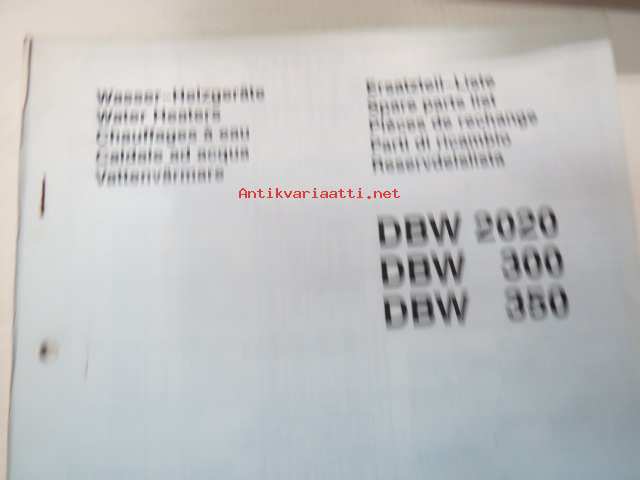 Wasser-Heizgeräte
Water Heaters
Chauffages à eau
Caldaie ad acqua
Vattenvärmare
Ersatzteil-Liste
Spare parts list
Pièces de rechange
Parti di ricambio
Reservdelslista
Antikvariaatti.net
DBW 2020
DBW 300
DBW 350